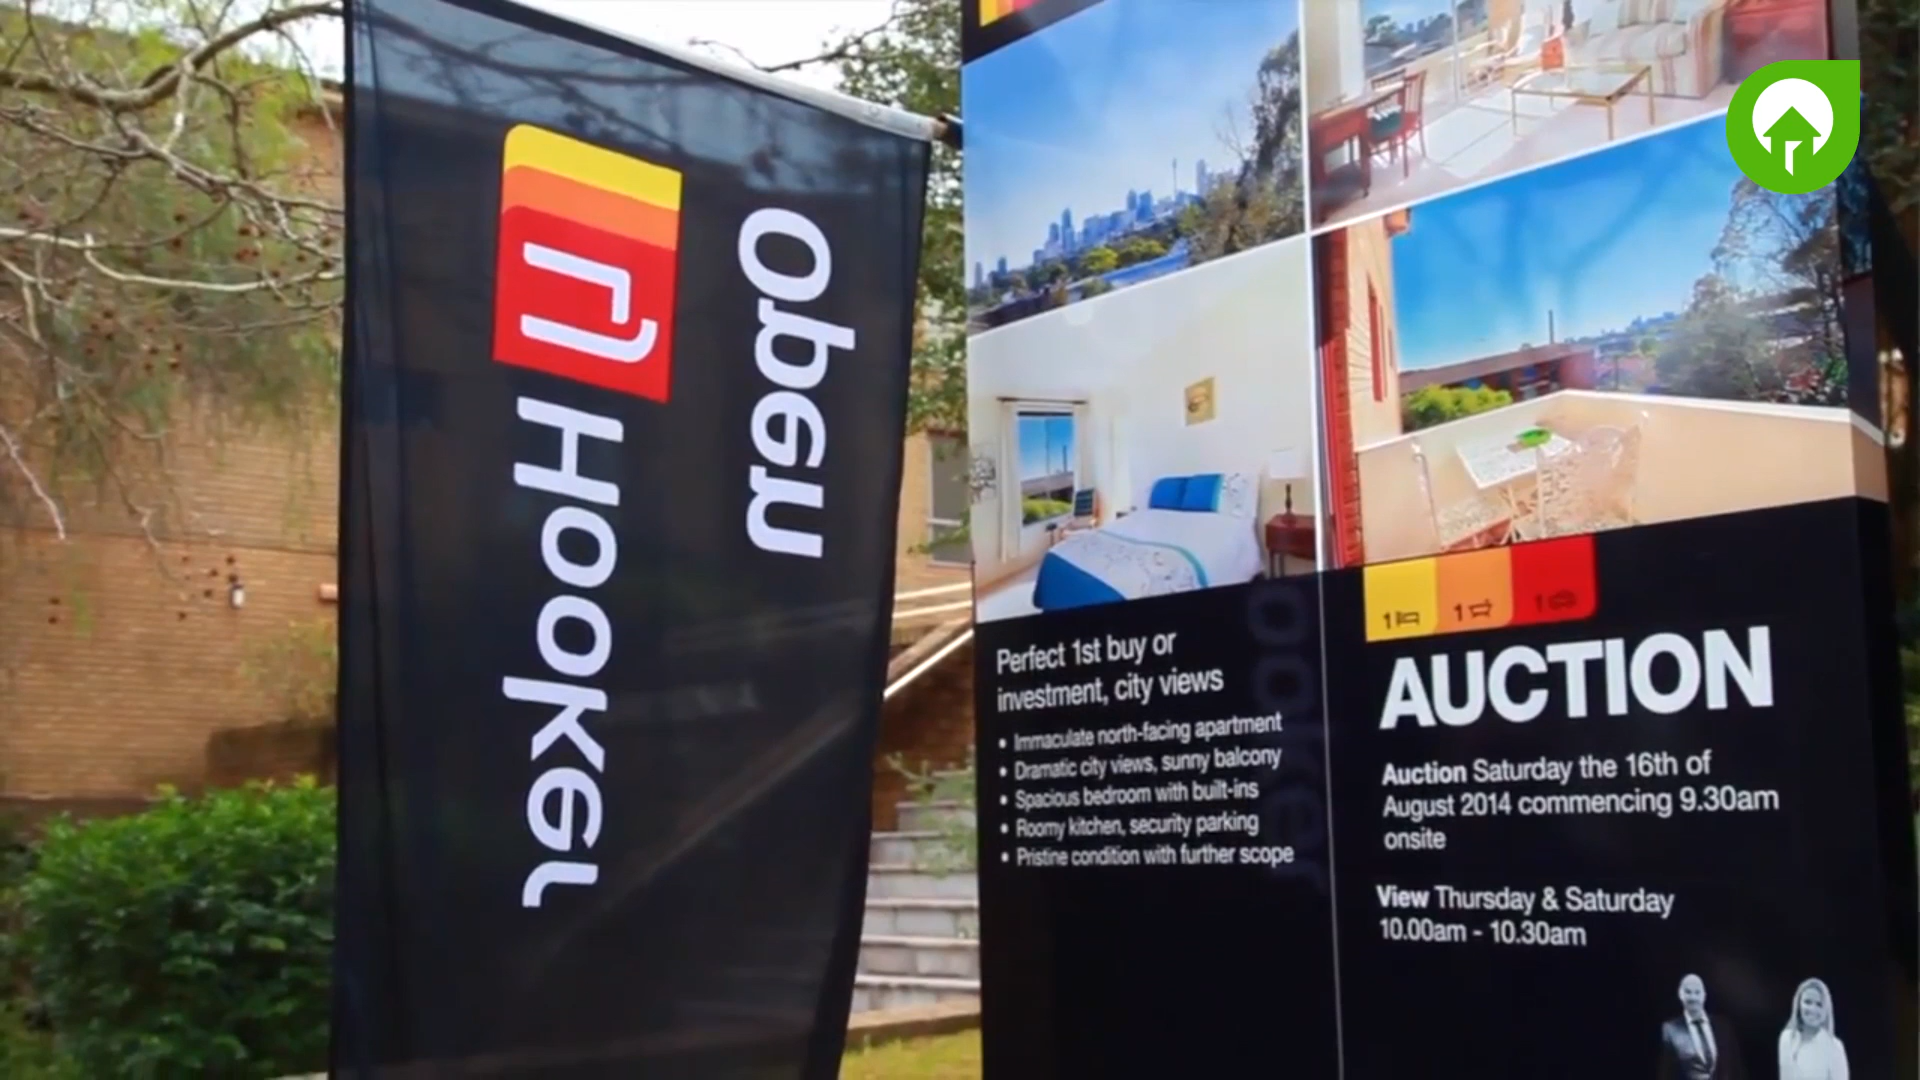 LJ Hooker
Open
Perfect 1st buy or
investment, city views
• Immaculate north-facing apartment
• Dramatic city views, sunny balcony
• Spacious bedroom with built-ins
• Roomy kitchen, security parking
• Pristine condition with further scope
1 1 1
AUCTION
Auction Saturday the 16th of
August 2014 commencing 9.30am
onsite
View Thursday & Saturday
10.00am - 10.30am